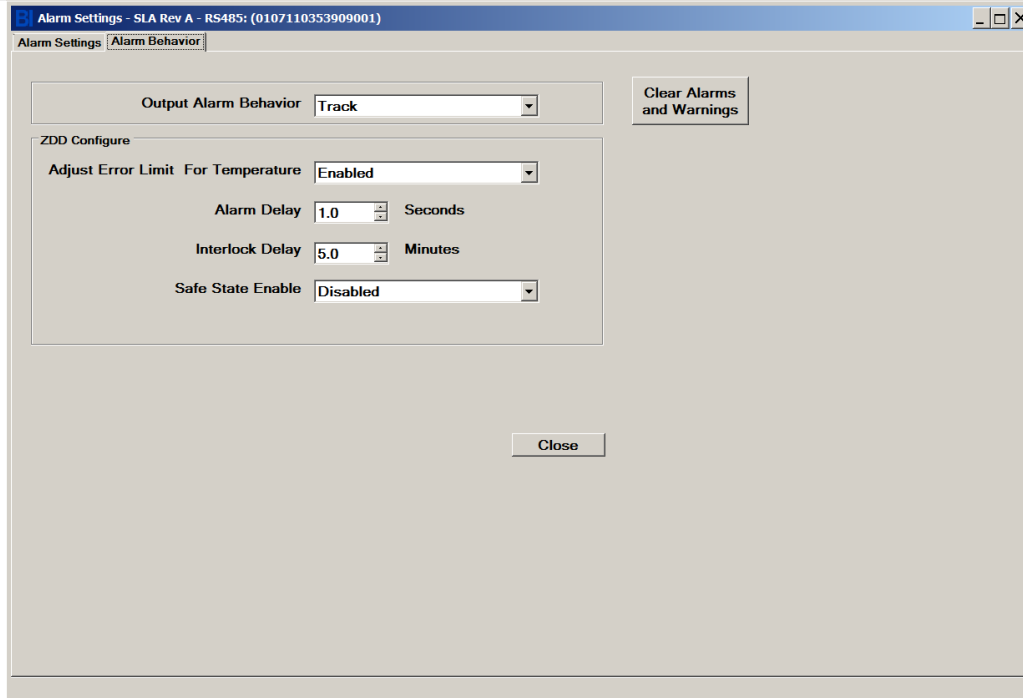 BI Alarm Settings - SLA Rev A - RS485: (0107110353909001)
Alarm Settings Alarm Behavior
Output Alarm Behavior Track
Clear Alarms
and Warnings
ZDD Configure
Adjust Error Limit For Temperature Enabled
Alarm Delay 1.0 Seconds
Interlock Delay 5.0 Minutes
Safe State Enable Disabled
Close